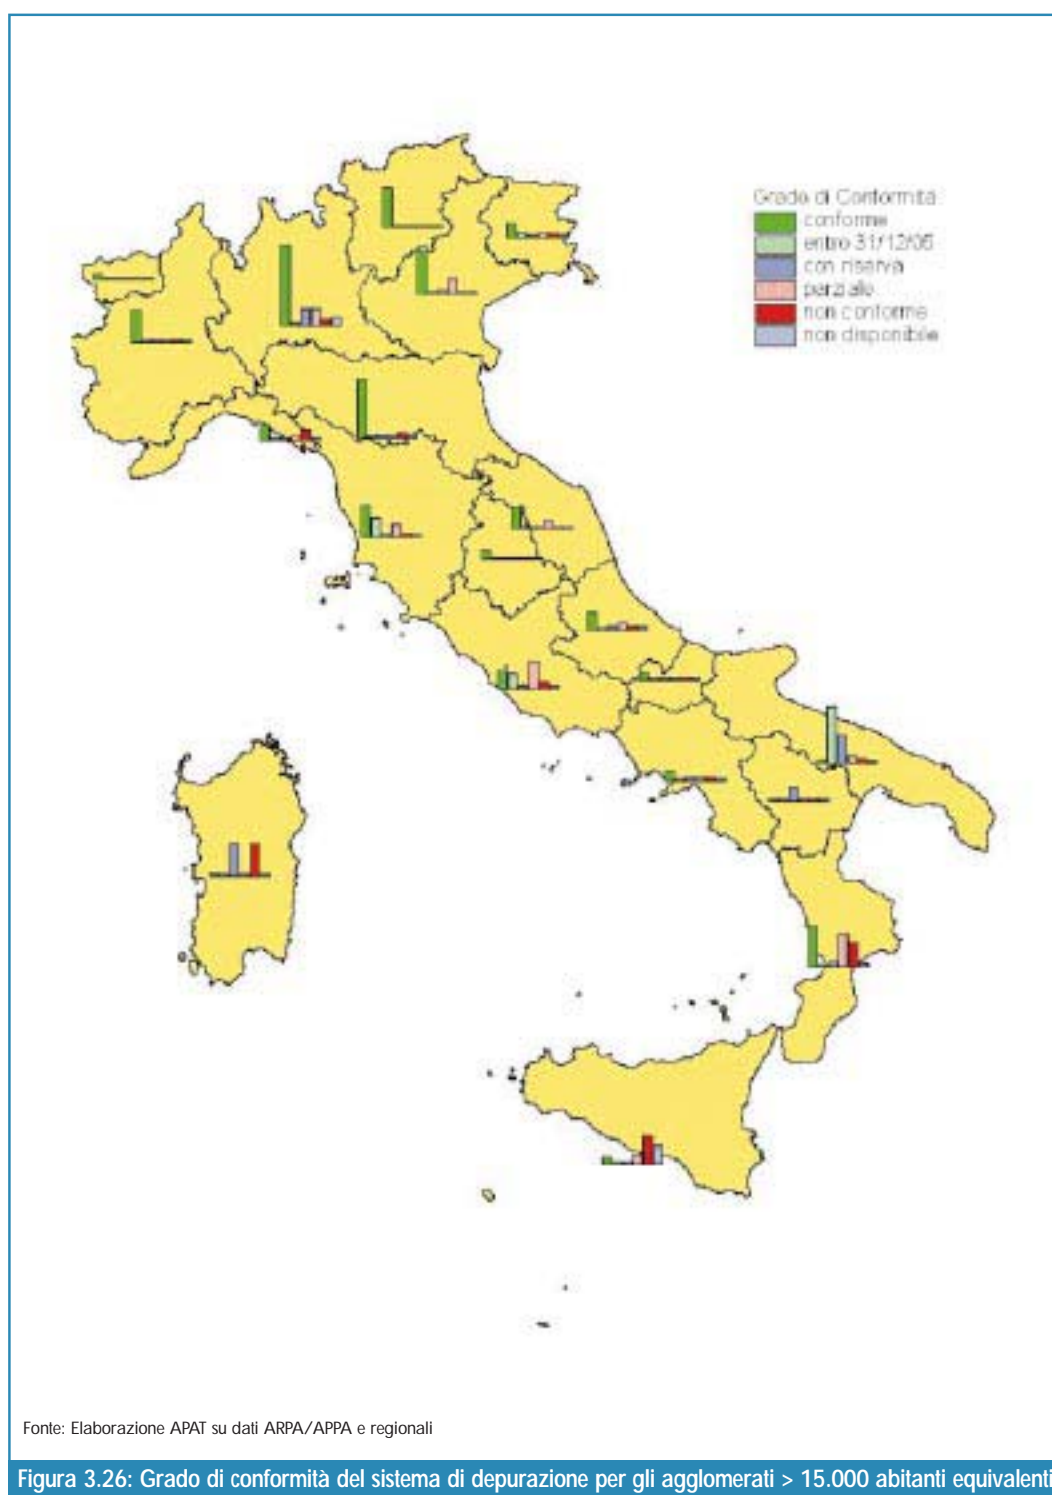 Grado di Conformità
conforme
entro 31/12/05
con riserva
parziale
non conforme
non disponibile
Fonte: Elaborazione APAT su dati ARPA/APPA e regionali
Figura 3.26: Grado di conformità del sistema di depurazione per gli agglomerati > 15.000 abitanti equivalenti